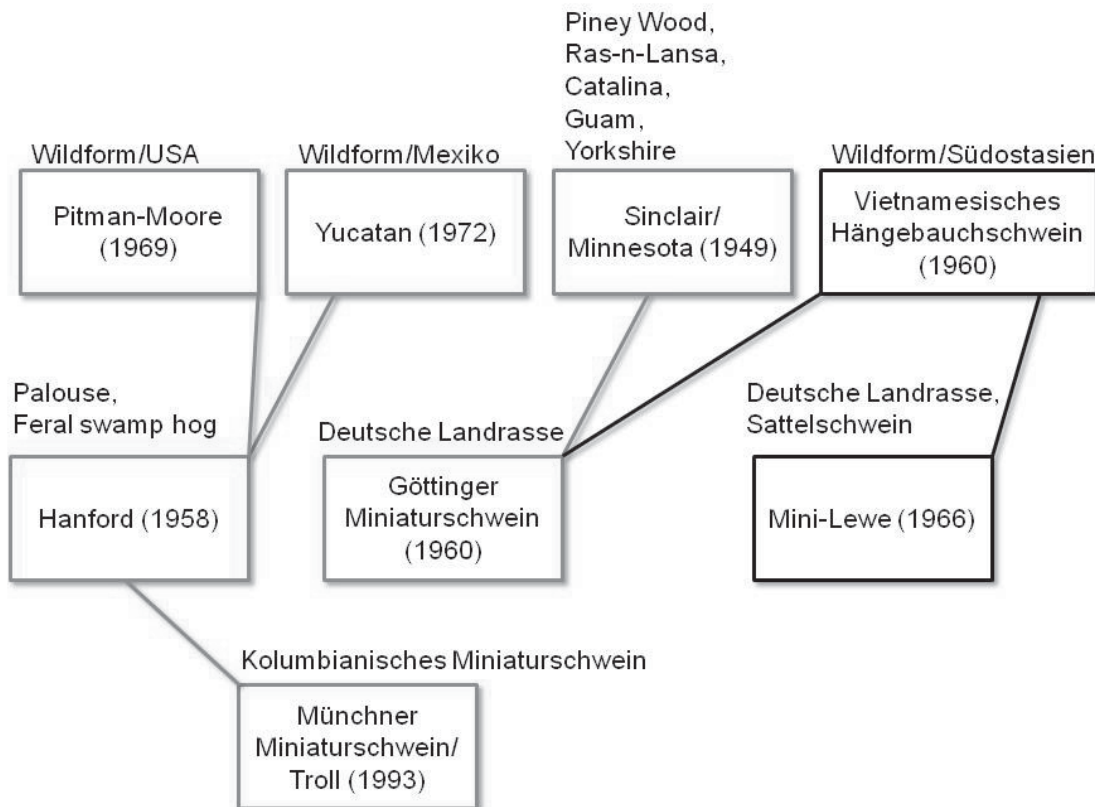 Piney Wood,
Ras-n-Lansa,
Catalina,
Guam,
Yorkshire
Wildform/USA
Pitman-Moore
(1969)
Wildform/Mexiko
Yucatan (1972)
Sinclair/
Minnesota (1949)
Wildform/Südostasien
Vietnamesisches
Hängebauchschwein
(1960)
Palouse,
Feral swamp hog
Hanford (1958)
Deutsche Landrasse
Göttinger
Miniaturschwein
(1960)
Deutsche Landrasse,
Sattelschwein
Mini-Lewe (1966)
Kolumbianisches Miniaturschwein
Münchner
Miniaturschwein/
Troll (1993)